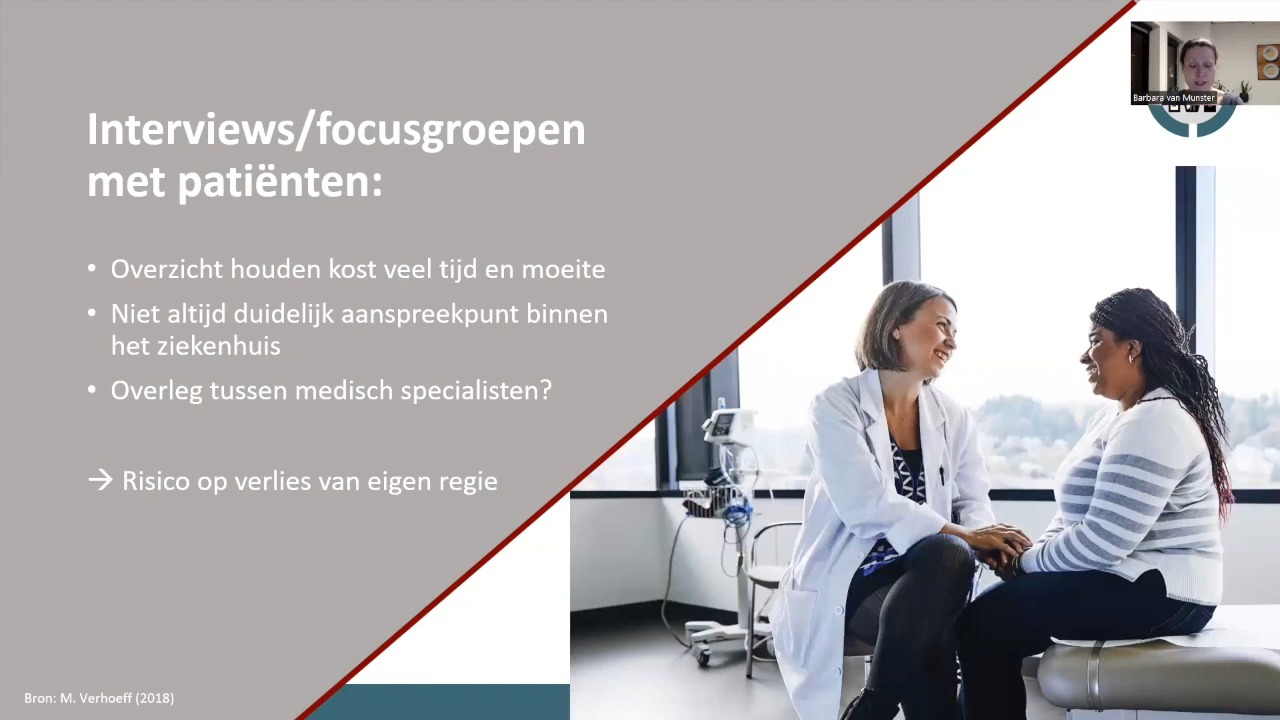 Interviews/focusgroepen
met patiënten:
• Overzicht houden kost veel tijd en moeite
• Niet altijd duidelijk aanspreekpunt binnen
het ziekenhuis
• Overleg tussen medisch specialisten?
→ Risico op verlies van eigen regie
Bron: M. Verhoeff (2018)
Barbara van Munster